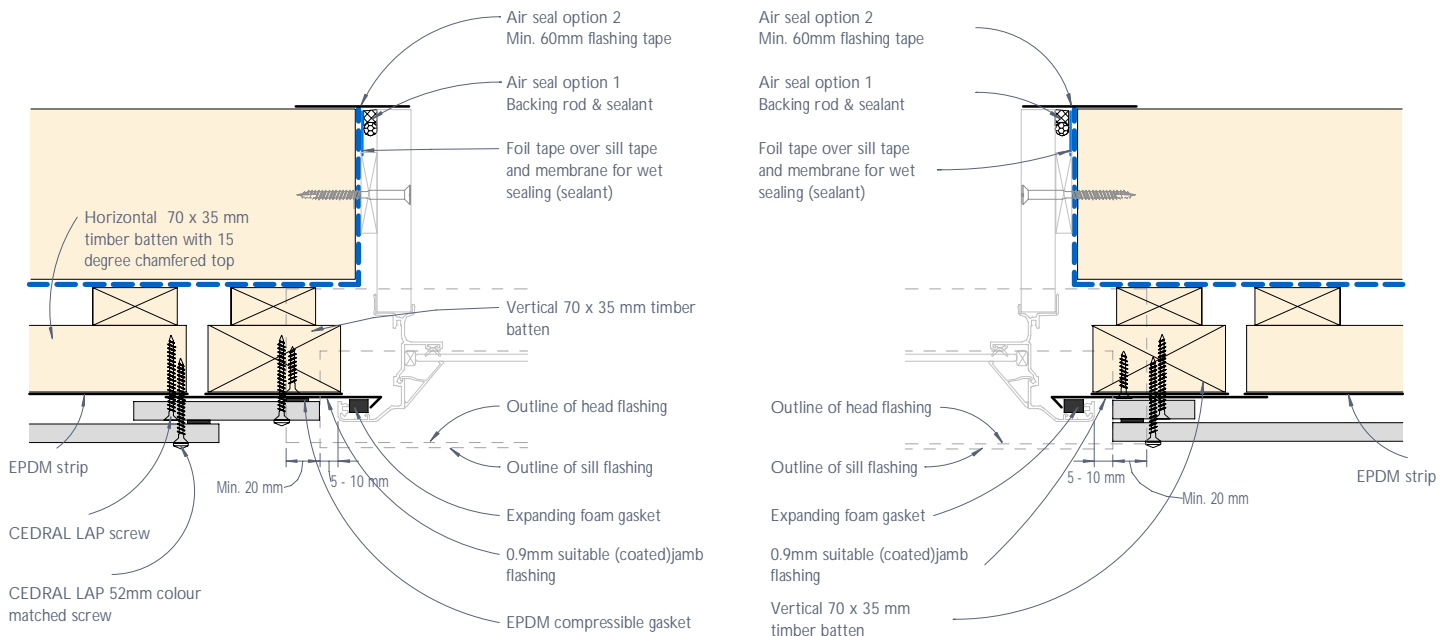 Air seal option 2
Min. 60mm flashing tape
Air seal option 1
Backing rod & sealant
Foil tape over sill tape
and membrane for wet
sealing (sealant)
Horizontal 70 x 35 mm
timber batten with 15
degree chamfered top
Vertical 70 x 35 mm timber
batten
Outline of head flashing
Outline of sill flashing
EPDM strip
Min. 20 mm
5 - 10 mm
Expanding foam gasket
CEDRAL LAP screw
0.9mm suitable (coated)jamb
flashing
CEDRAL LAP 52mm colour
matched screw
EPDM compressible gasket
Air seal option 2
Min. 60mm flashing tape
Air seal option 1
Backing rod & sealant
Foil tape over sill tape
and membrane for wet
sealing (sealant)
Outline of head flashing
Outline of sill flashing
5 - 10 mm
Min. 20 mm
EPDM strip
Expanding foam gasket
0.9mm suitable (coated)jamb
flashing
Vertical 70 x 35 mm
timber batten